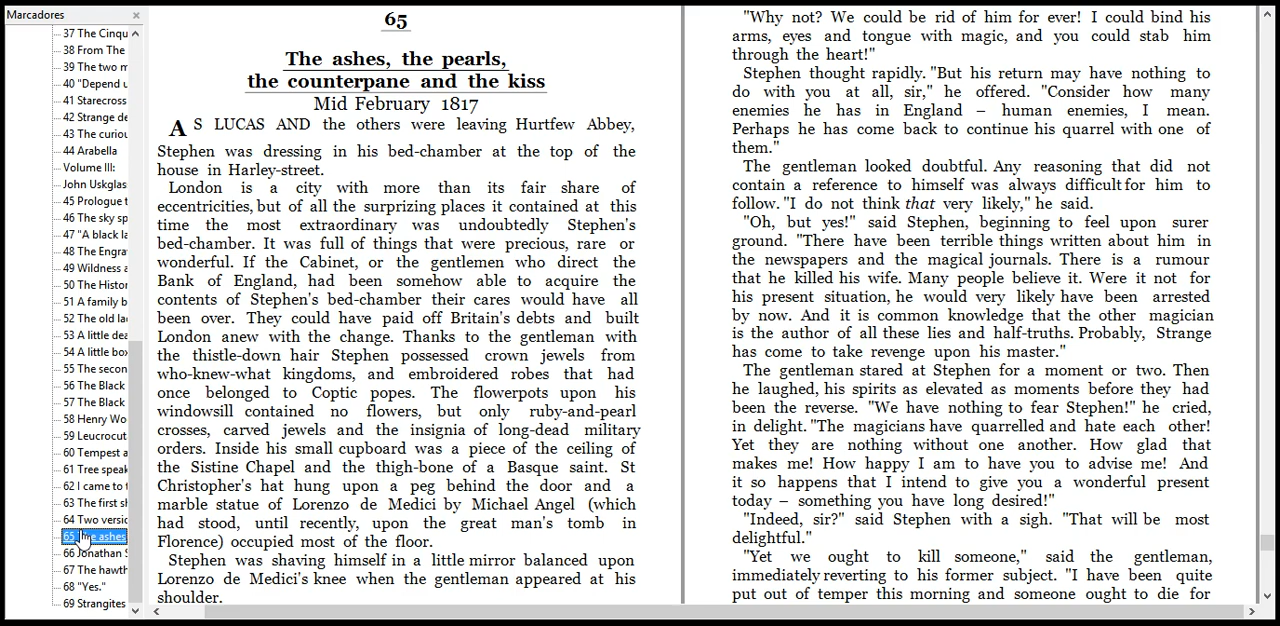 Marcadores
37 The Cinqu
38 From The
39 The two m
40 "Depend u
41 Starecross
42 Strange de
43 The curiou
44 Arabella
Volume III:
John Uskglas
45 Prologue t
46 The sky sp
47 "A black la
48 The Engra
49 Wildness a
50 The Histor
51 A family b
52 The old la
53 A little dea
54 A little box
55 The secon
56 The Black
57 The Black
58 Henry Wo
59 Leucrocut
60 Tempest a
61 Tree speak
62 I came to t
63 The first sh
64 Two versio
65 The ashes
66 Jonathan S
67 The hawth
68 "Yes."
69 Strangites
65
The ashes, the pearls,
the counterpane and the kiss
Mid February 1817
AS LUCAS AND the others were leaving Hurtfew Abbey,
Stephen was dressing in his bed-chamber at the top of the
house in Harley-street.
London is a city with more than its fair share of
eccentricities, but of all the surprizing places it contained at this
time the most extraordinary was undoubtedly Stephen's
bed-chamber. It was full of things that were precious, rare or
wonderful. If the Cabinet, or the gentlemen who direct the
Bank of England, had been somehow able to acquire the
contents of Stephen's bed-chamber their cares would have all
been over. They could have paid off Britain's debts and built
London anew with the change. Thanks to the gentleman with
the thistle-down hair Stephen possessed crown jewels from
who-knew-what kingdoms, and embroidered robes that had
once belonged to Coptic popes. The flowerpots upon his
windowsill contained no flowers, but only ruby-and-pearl
crosses, carved jewels and the insignia of long-dead military
orders. Inside his small cupboard was a piece of the ceiling of
the Sistine Chapel and the thigh-bone of a Basque saint. St
Christopher's hat hung upon a peg behind the door and a
marble statue of Lorenzo de Medici by Michael Angel (which
had stood, until recently, upon the great man's tomb in
Florence) occupied most of the floor.
Stephen was shaving himself in a little mirror balanced upon
Lorenzo de Medici's knee when the gentleman appeared at his
shoulder.
"Why not? We could be rid of him for ever! I could bind his
arms, eyes and tongue with magic, and you could stab him
through the heart!"
Stephen thought rapidly. "But his return may have nothing to
do with you at all, sir," he offered. "Consider how many
enemies he has in England – human enemies, I mean.
Perhaps he has come back to continue his quarrel with one of
them."
The gentleman looked doubtful. Any reasoning that did not
contain a reference to himself was always difficult for him to
follow. "I do not think that very likely," he said.
"Oh, but yes!" said Stephen, beginning to feel upon surer
ground. "There have been terrible things written about him in
the newspapers and the magical journals. There is a rumour
that he killed his wife. Many people believe it. Were it not for
his present situation, he would very likely have been arrested
by now. And it is common knowledge that the other magician
is the author of all these lies and half-truths. Probably, Strange
has come to take revenge upon his master."
The gentleman stared at Stephen for a moment or two. Then
he laughed, his spirits as elevated as moments before they had
been the reverse. "We have nothing to fear Stephen!" he cried,
in delight. "The magicians have quarrelled and hate each other!
Yet they are nothing without one another. How glad that
makes me! How happy I am to have you to advise me! And
it so happens that I intend to give you a wonderful present
today – something you have long desired!"
"Indeed, sir?" said Stephen with a sigh. "That will be most
delightful."
"Yet we ought to kill someone," said the gentleman,
immediately reverting to his former subject. "I have been quite
put out of temper this morning and someone ought to die for